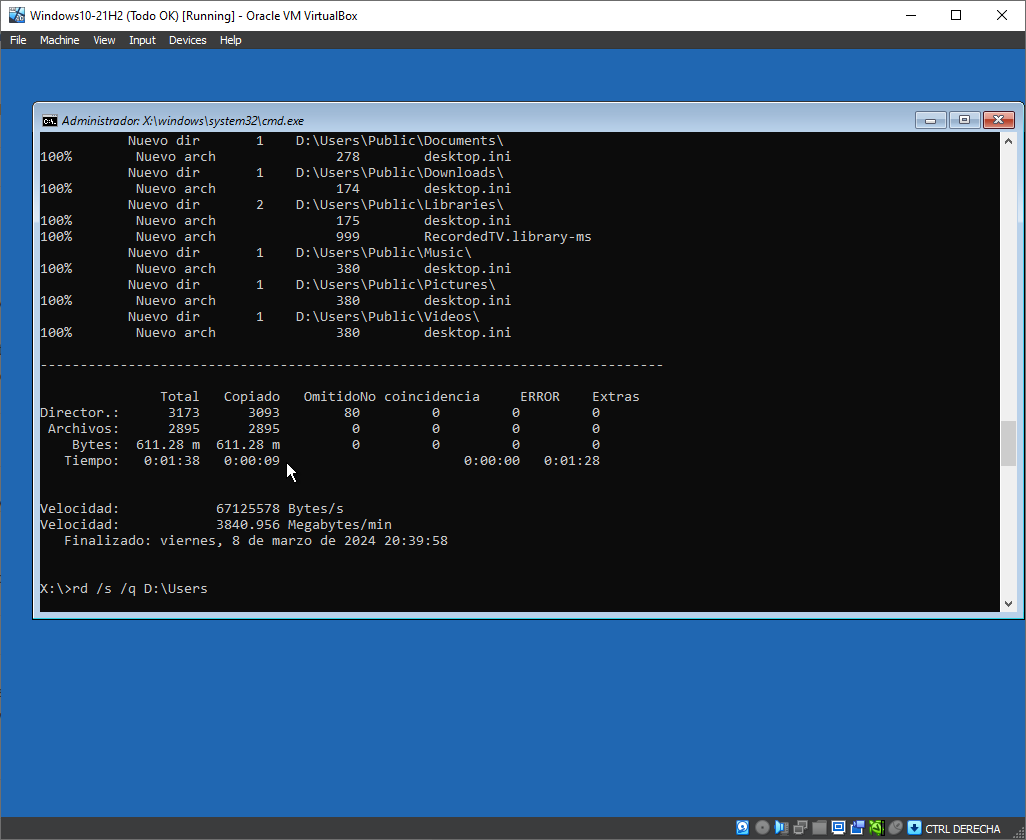 Windows10-21H2 (Todo OK) [Running] - Oracle VM VirtualBox
File Machine View Input Devices Help
Administrador: X:\windows\system32\cmd.exe
Nuevo dir 1 D:\Users\Public\Documents\
100% Nuevo arch 278 desktop.ini
Nuevo dir 1 D:\Users\Public\Downloads\
100% Nuevo arch 174 desktop.ini
Nuevo dir 2 D:\Users\Public\Libraries\
100% Nuevo arch 175 desktop.ini
100% Nuevo arch 999 RecordedTV.library-ms
Nuevo dir 1 D:\Users\Public\Music\
100% Nuevo arch 380 desktop.ini
Nuevo dir 1 D:\Users\Public\Pictures\
100% Nuevo arch 380 desktop.ini
Nuevo dir 1 D:\Users\Public\Videos\
100% Nuevo arch 380 desktop.ini
------------------------------------------------------------------------------
Total Copiado OmitidoNo coincidencia ERROR Extras
Director.: 3173 3093 80 0 0 0
Archivos: 2895 2895 0 0 0 0
Bytes: 611.28 m 611.28 m 0 0 0 0
Tiempo: 0:01:38 0:00:09 0:00:00 0:01:28
Velocidad: 67125578 Bytes/s
Velocidad: 3840.956 Megabytes/min
Finalizado: viernes, 8 de marzo de 2024 20:39:58
X:\>rd /s /q D:\Users
CTRL DERECHA